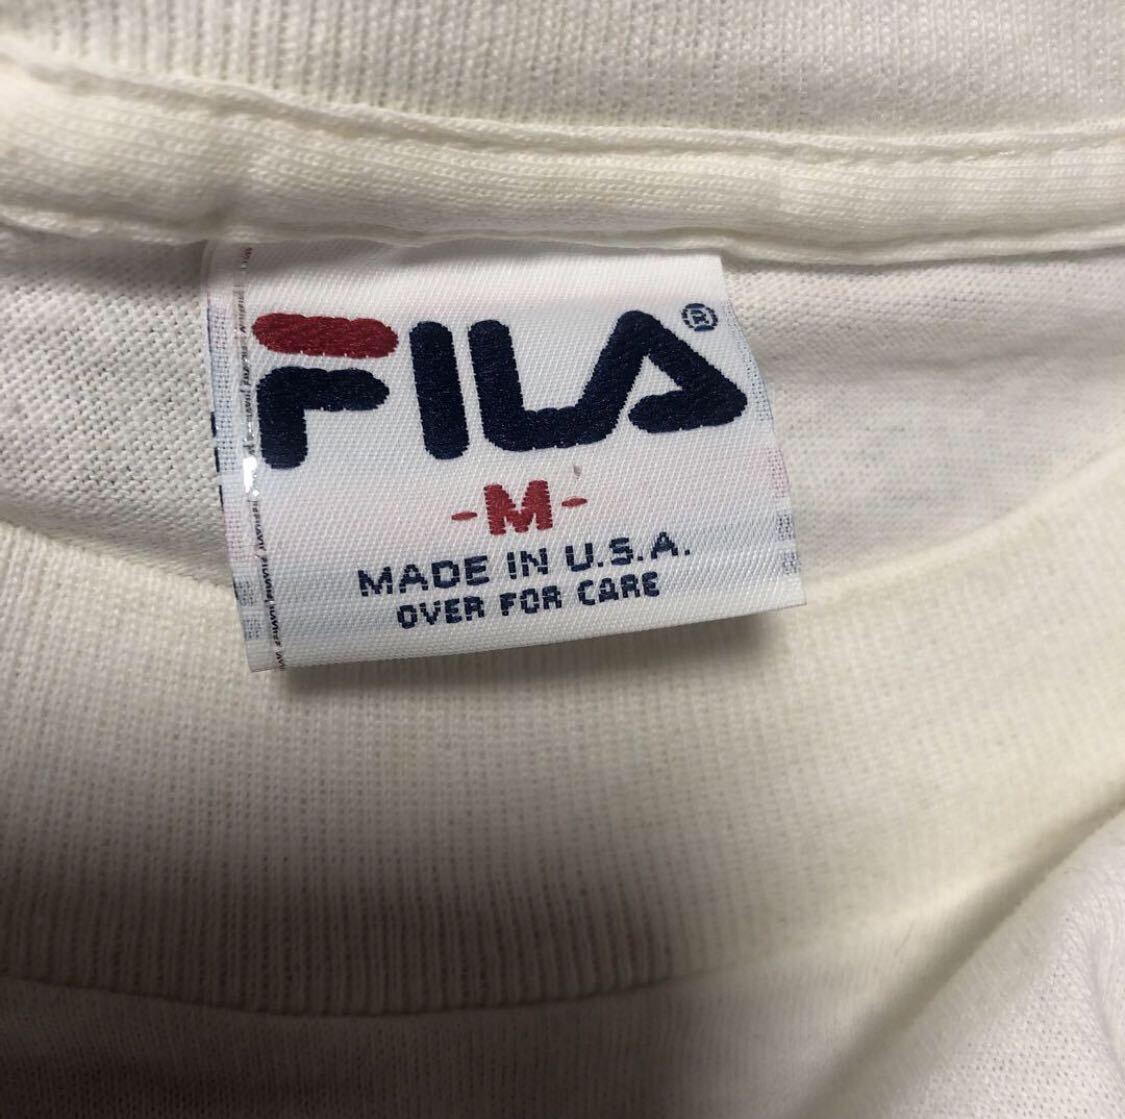 FILA®
-M-
MADE IN U.S.A.
OVER FOR CARE